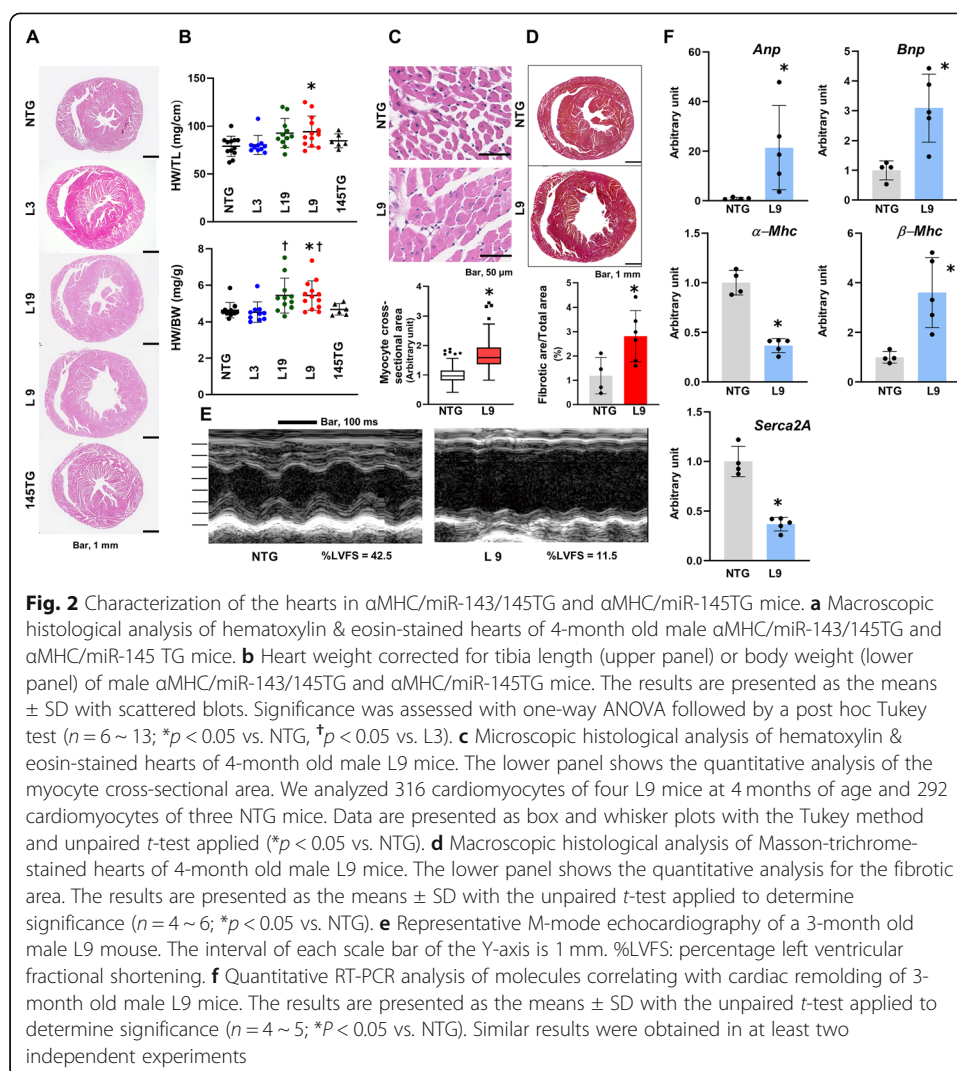 A
NTG
L3
L19
L 9
145TG
Bar, 1 mm
B
HW/TL (mg/cm)
150
100
50
0
*
NTG
L3
L19
L9
145TG
HW/BW (mg/g)
8
6
4
2
0
†
*†
NTG
L3
L19
L9
145TG
C
NTG
L9
Bar, 50 µm
Myocyte cross-
sectional area
(Arbitrary unit)
5
4
3
2
1
0
*
NTG
L9
D
NTG
L9
Bar, 1 mm
Fibrotic are/Total area
(%)
5
4
3
2
1
0
*
NTG
L9
E
Bar, 100 ms
NTG
%LVFS = 42.5
L 9
%LVFS = 11.5
F
Anp
Arbitrary unit
60
40
20
0
*
NTG
L9
Bnp
Arbitrary unit
5
4
3
2
1
0
*
NTG
L9
α–Mhc
Arbitrary unit
1.5
1.0
0.5
0.0
*
NTG
L9
β–Mhc
Arbitrary unit
6
4
2
0
*
NTG
L9
Serca2A
Arbitrary unit
1.5
1.0
0.5
0.0
*
NTG
L9
Fig. 2 Characterization of the hearts in αMHC/miR-143/145TG and αMHC/miR-145TG mice. a Macroscopic
histological analysis of hematoxylin & eosin-stained hearts of 4-month old male αMHC/miR-143/145TG and
αMHC/miR-145 TG mice. b Heart weight corrected for tibia length (upper panel) or body weight (lower
panel) of male αMHC/miR-143/145TG and αMHC/miR-145TG mice. The results are presented as the means
± SD with scattered blots. Significance was assessed with one-way ANOVA followed by a post hoc Tukey
test (n = 6 ~ 13; *p < 0.05 vs. NTG, †p < 0.05 vs. L3). c Microscopic histological analysis of hematoxylin &
eosin-stained hearts of 4-month old male L9 mice. The lower panel shows the quantitative analysis of the
myocyte cross-sectional area. We analyzed 316 cardiomyocytes of four L9 mice at 4 months of age and 292
cardiomyocytes of three NTG mice. Data are presented as box and whisker plots with the Tukey method
and unpaired t-test applied (*p < 0.05 vs. NTG). d Macroscopic histological analysis of Masson-trichrome-
stained hearts of 4-month old male L9 mice. The lower panel shows the quantitative analysis for the fibrotic
area. The results are presented as the means ± SD with the unpaired t-test applied to determine
significance (n = 4 ~ 6; *p < 0.05 vs. NTG). e Representative M-mode echocardiography of a 3-month old
male L9 mouse. The interval of each scale bar of the Y-axis is 1 mm. %LVFS: percentage left ventricular
fractional shortening. f Quantitative RT-PCR analysis of molecules correlating with cardiac remolding of 3-
month old male L9 mice. The results are presented as the means ± SD with the unpaired t-test applied to
determine significance (n = 4 ~ 5; *P < 0.05 vs. NTG). Similar results were obtained in at least two
independent experiments